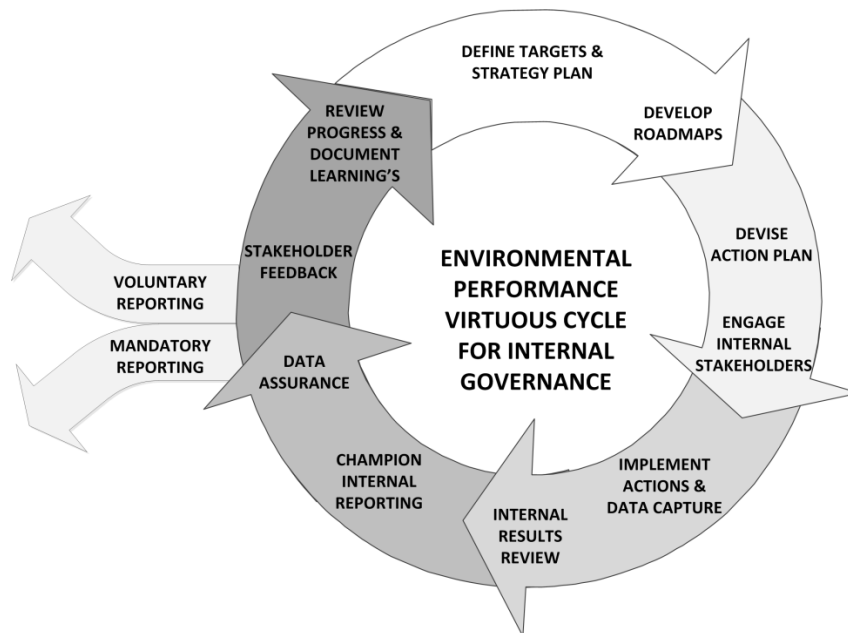 DEFINE TARGETS &
STRATEGY PLAN
DEVELOP
ROADMAPS
DEVISE
ACTION PLAN
ENGAGE
INTERNAL
STAKEHOLDERS
IMPLEMENT
ACTIONS &
DATA CAPTURE
INTERNAL
RESULTS
REVIEW
CHAMPION
INTERNAL
REPORTING
DATA
ASSURANCE
MANDATORY
REPORTING
VOLUNTARY
REPORTING
STAKEHOLDER
FEEDBACK
REVIEW
PROGRESS &
DOCUMENT
LEARNING'S
ENVIRONMENTAL
PERFORMANCE
VIRTUOUS CYCLE
FOR INTERNAL
GOVERNANCE